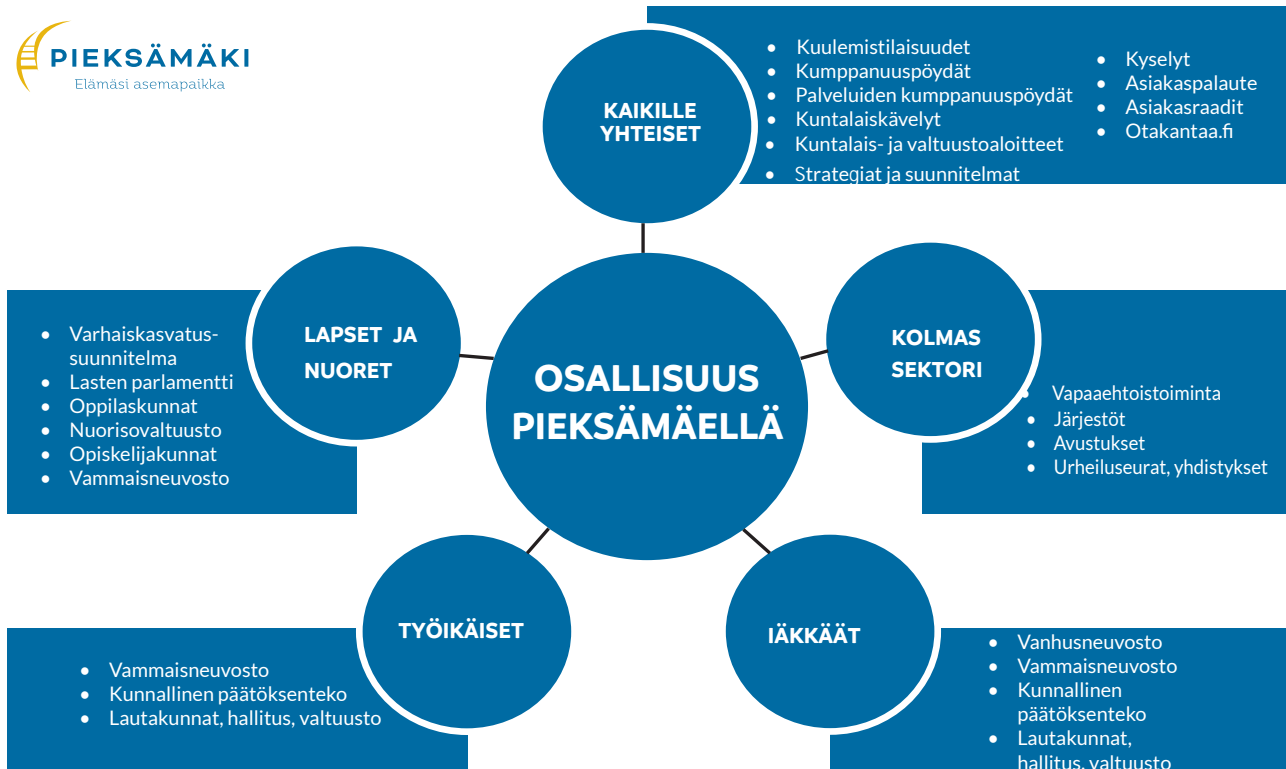 PIEKSÄMÄKI
Elämäsi asemapaikka
KAIKILLE
YHTEISET
• Kuulemistilaisuudet
• Kumppanuuspöydät
• Palveluiden kumppanuuspöydät
• Kuntalaiskävelyt
• Kuntalais- ja valtuustoaloitteet
• Strategiat ja suunnitelmat
• Kyselyt
• Asiakaspalaute
• Asiakasraadit
• Otakantaa.fi
LAPSET JA
NUORET
• Varhaiskasvatus-
suunnitelma
• Lasten parlamentti
• Oppilaskunnat
• Nuorisovaltuusto
• Opiskelijakunnat
• Vammaisneuvosto
OSALLISUUS
PIEKSÄMÄELLÄ
KOLMAS
SEKTORI
• Vapaaehtoistoiminta
• Järjestöt
• Avustukset
• Urheiluseurat, yhdistykset
TYÖIKÄISET
• Vammaisneuvosto
• Kunnallinen päätöksenteko
• Lautakunnat, hallitus, valtuusto
IÄKKÄÄT
• Vanhusneuvosto
• Vammaisneuvosto
• Kunnallinen
päätöksenteko
• Lautakunnat,
hallitus, valtuusto